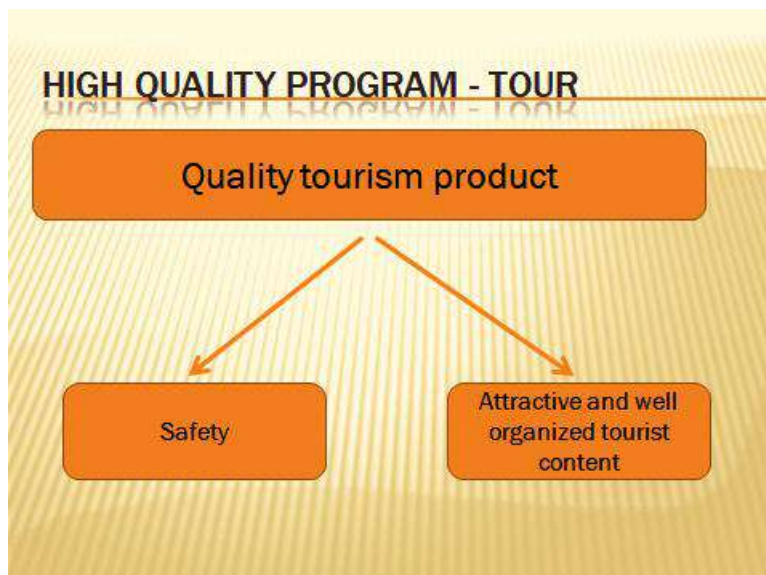 HIGH QUALITY PROGRAM - TOUR
Quality tourism product
Safety
Attractive and well
organized tourist
content